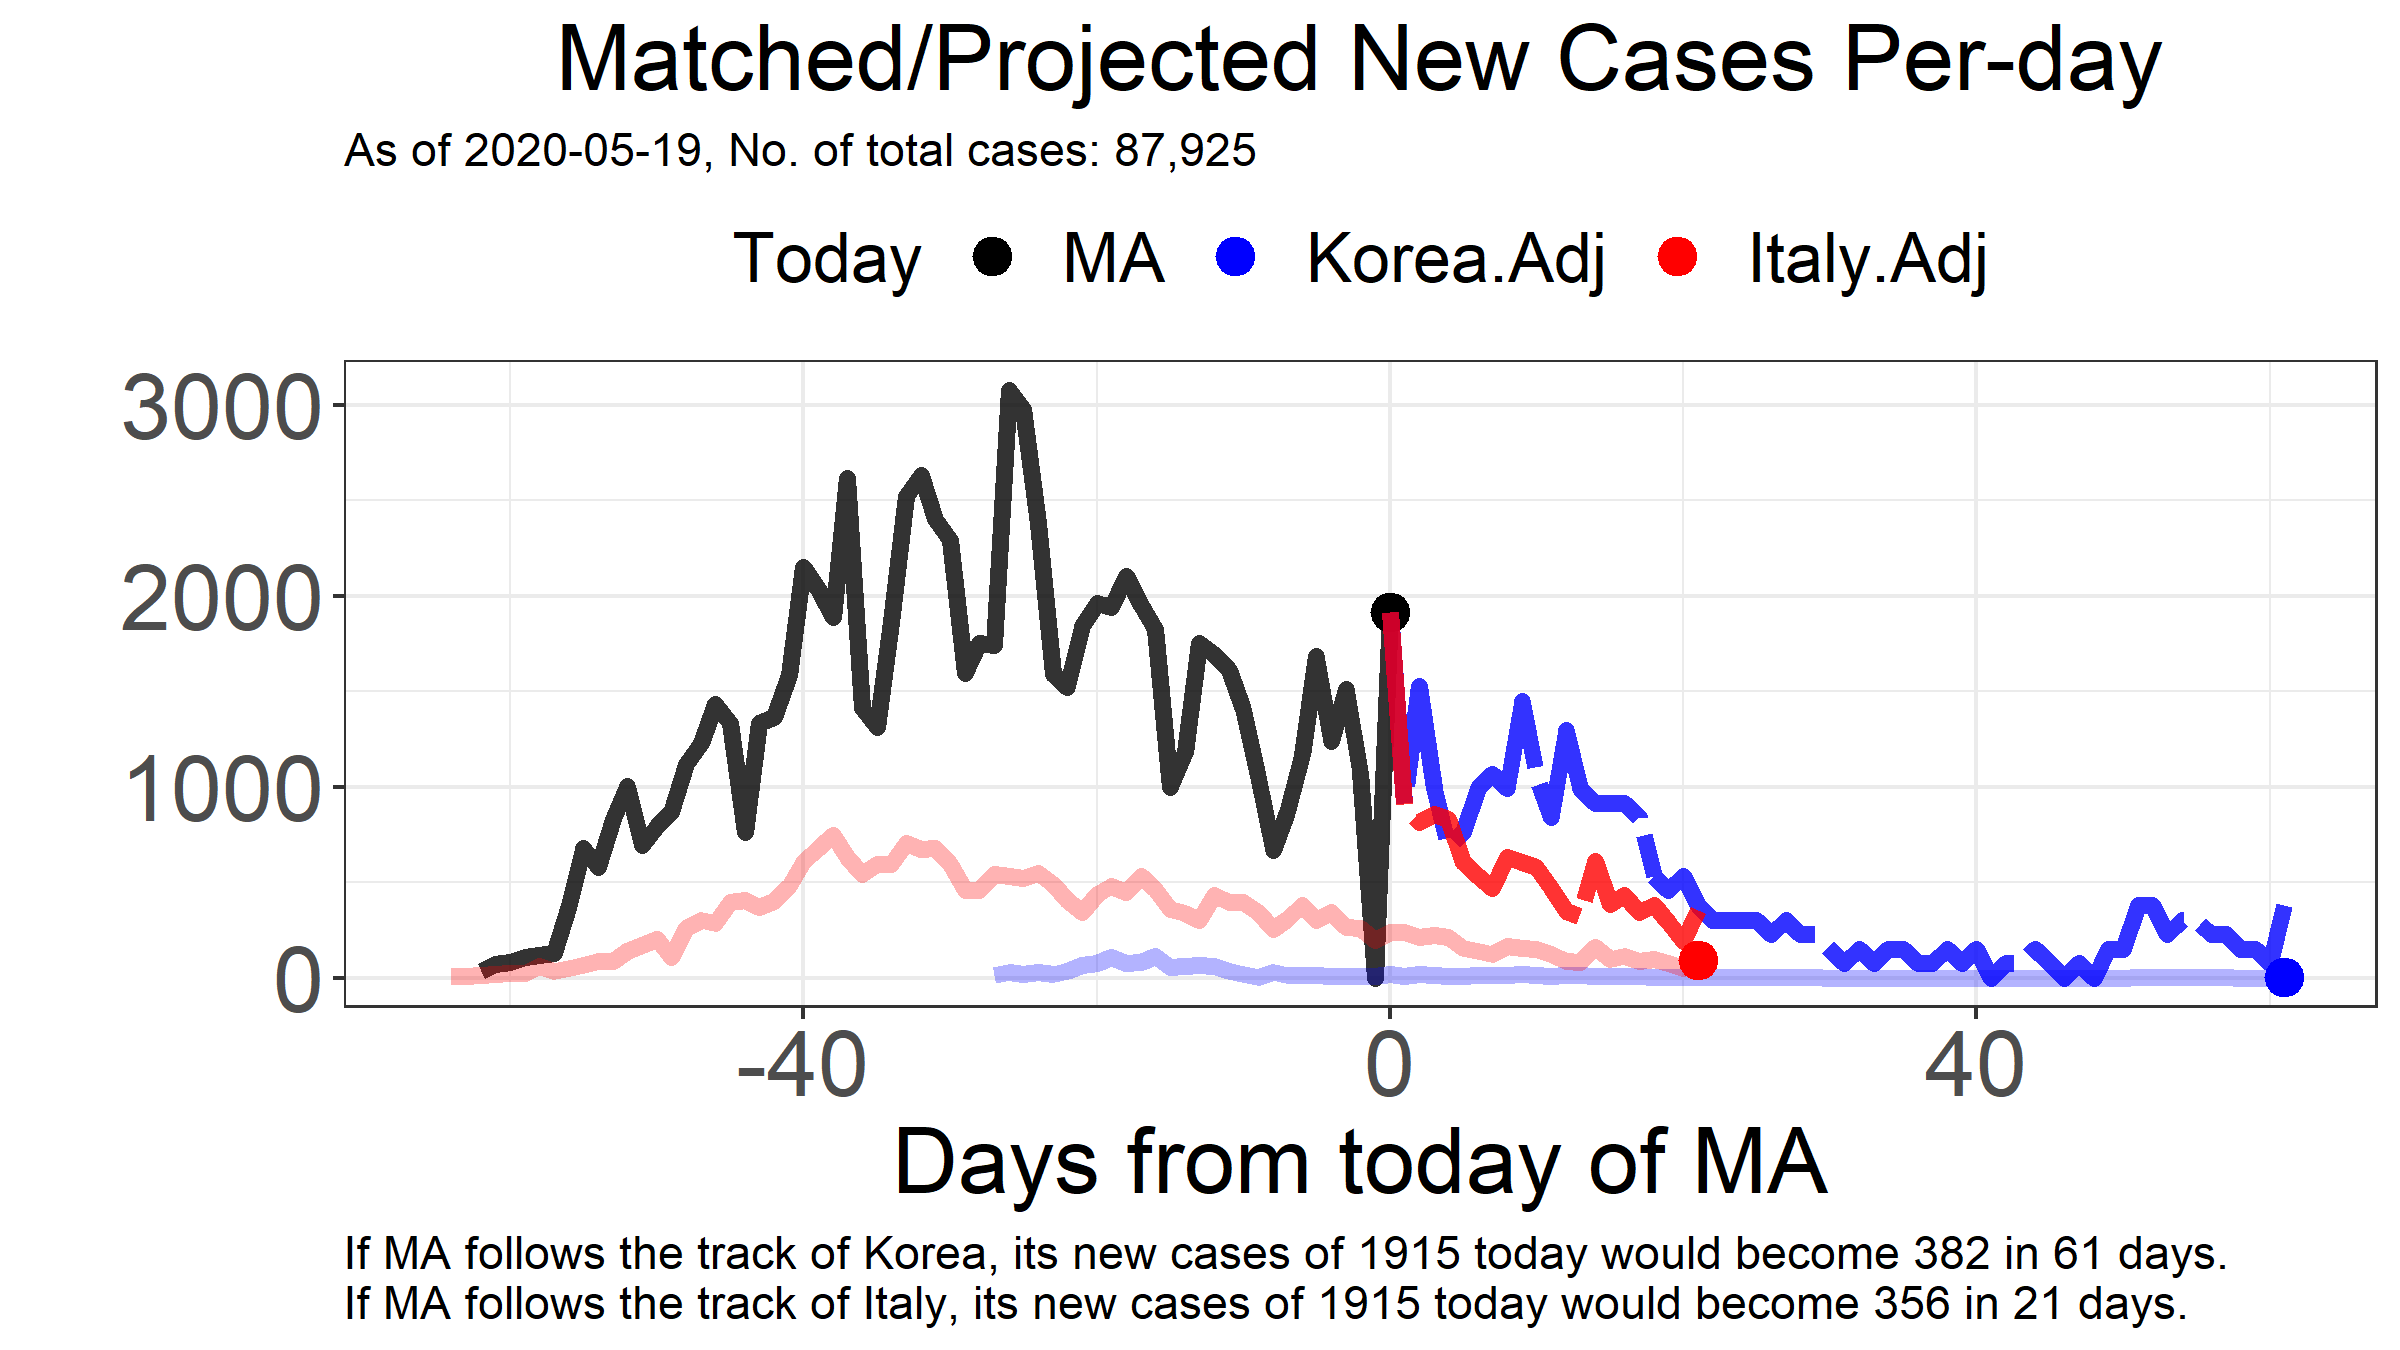 Matched/Projected New Cases Per-day
As of 2020-05-19, No. of total cases: 87,925
Today MA Korea.Adj Italy.Adj
3000
2000
1000
0
-40 0 40
Days from today of MA
If MA follows the track of Korea, its new cases of 1915 today would become 382 in 61 days.
If MA follows the track of Italy, its new cases of 1915 today would become 356 in 21 days.